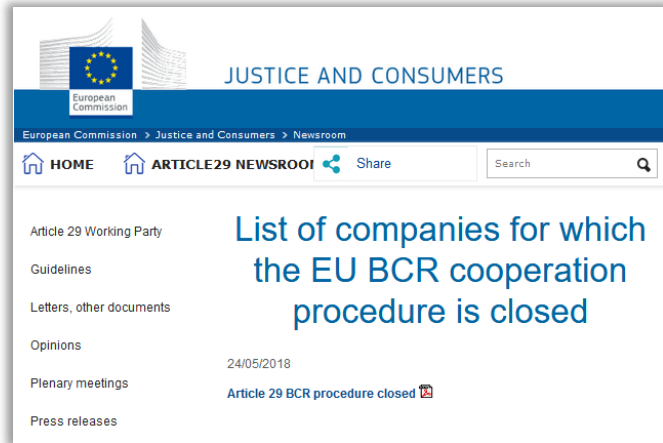 European
Commission
JUSTICE AND CONSUMERS
European Commission > Justice and Consumers > Newsroom
HOME
ARTICLE29 NEWSROO
Share
Search
Article 29 Working Party
Guidelines
Letters, other documents
Opinions
Plenary meetings
Press releases
List of companies for which
the EU BCR cooperation
procedure is closed
24/05/2018
Article 29 BCR procedure closed